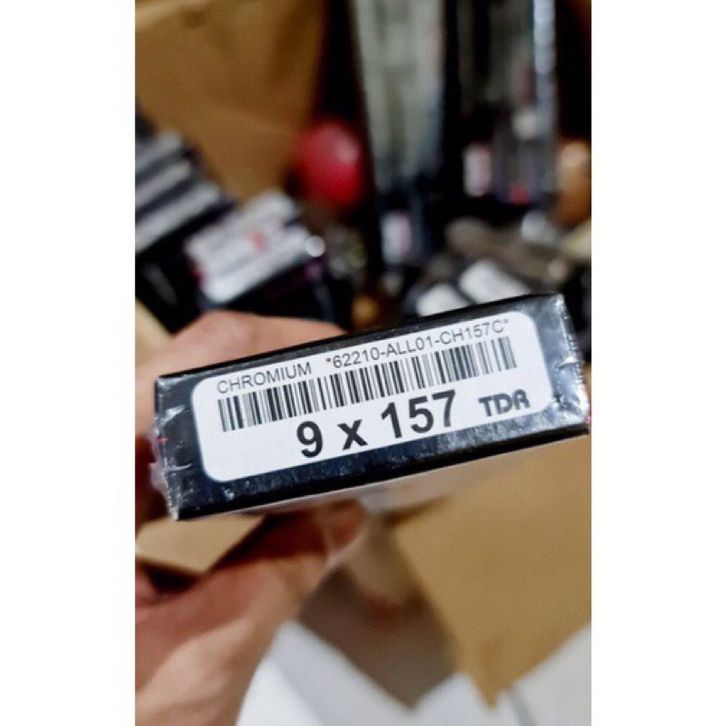 CHROMIUM *62210-ALL01-CH157C*
9 x 157 TDR